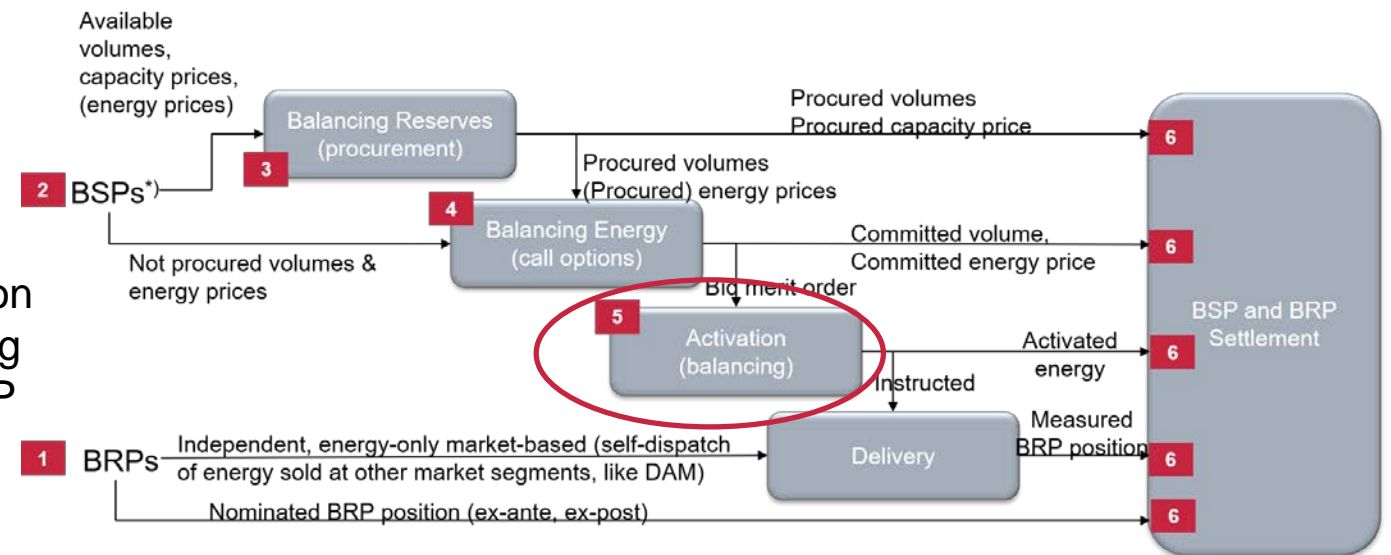 Available
volumes,
capacity prices,
(energy prices)
Balancing Reserves
(procurement)
3
Procured volumes
Procured capacity price
6
2 BSPs*)
Procured volumes
(Procured) energy prices
4
Balancing Energy
(call options)
Not procured volumes &
energy prices
Committed volume,
Committed energy price
6
Bid merit order
on
g
P
5
Activation
(balancing)
Activated
energy
6
BSP and BRP
Settlement
Instructed
1 BRPs
Independent, energy-only market-based (self-dispatch
of energy sold at other market segments, like DAM)
Delivery
Measured
BRP position
6
Nominated BRP position (ex-ante, ex-post)
6